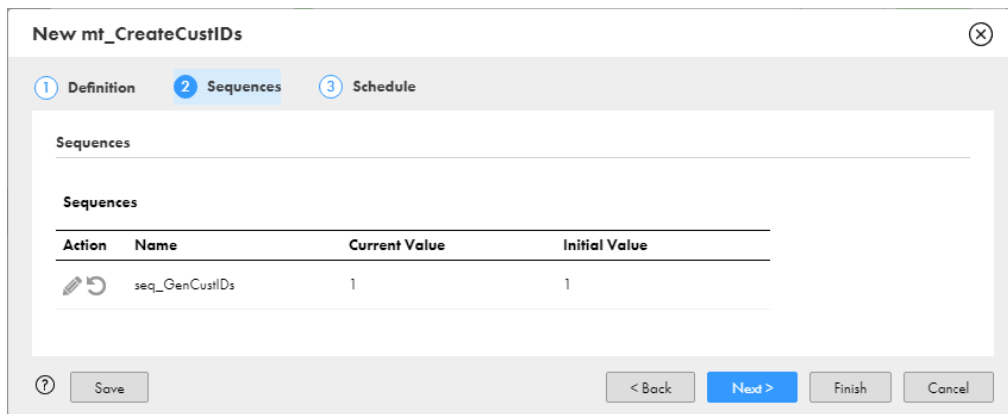 New mt_CreateCustIDs
1 Definition 2 Sequences 3 Schedule
Sequences
Sequences
Action Name Current Value Initial Value
seq_GenCustIDs 1 1
? Save < Back Next > Finish Cancel